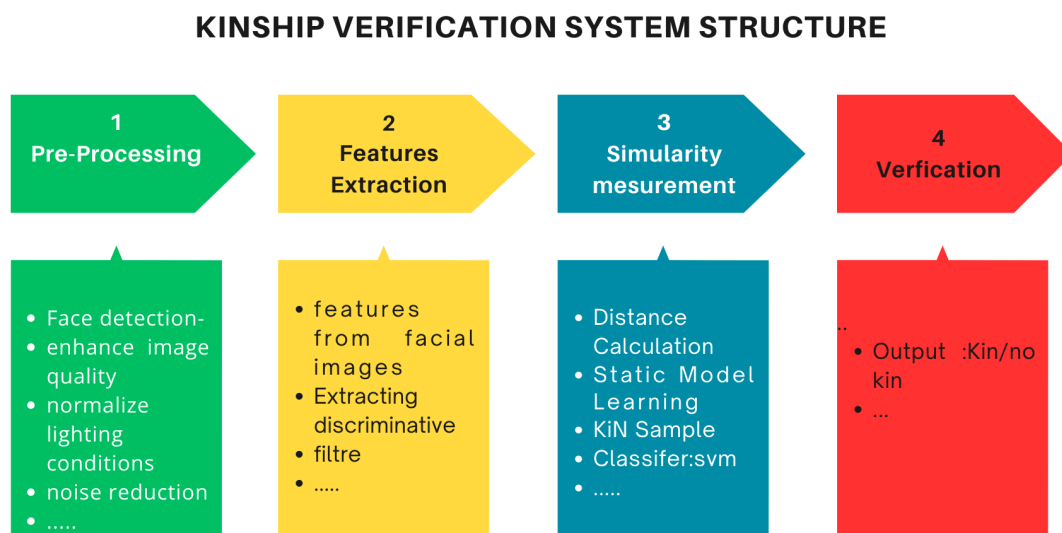 KINSHIP VERIFICATION SYSTEM STRUCTURE
1
Pre-Processing
2
Features
Extraction
3
Simularity
mesurement
4
Verfication
• Face detection-
• enhance image
quality
• normalize
lighting
conditions
• noise reduction
• .....
• features
from facial
images
• Extracting
discriminative
• filtre
• .....
• Distance
Calculation
• Static Model
Learning
• KiN Sample
• Classifer:svm
• .....
..
• Output :Kin/no
kin
• ...